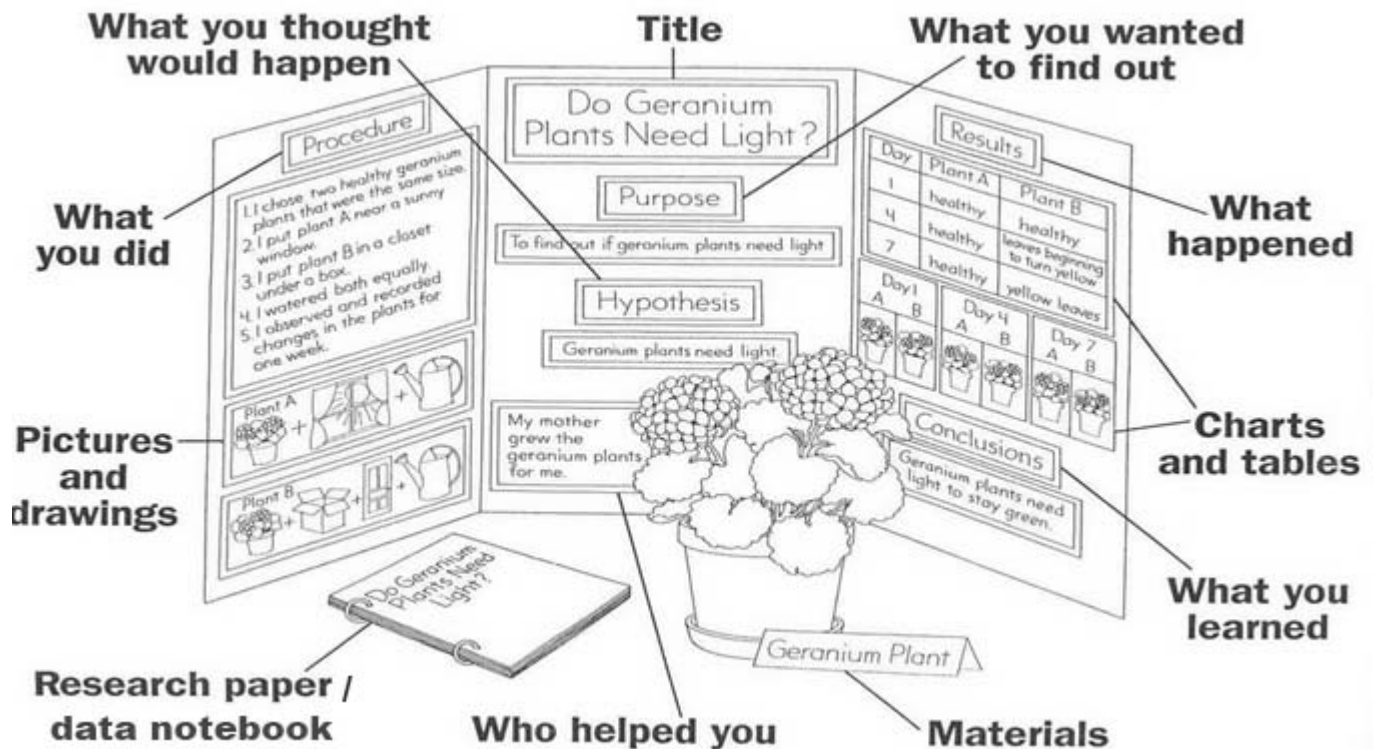 What you thought
would happen
Title
What you wanted
to find out
What
you did
Pictures
and
drawings
Research paper /
data notebook
Who helped you
Materials
What you
learned
Charts
and tables
What
happened
Procedure
1. I chose two healthy geranium
plants that were the same size.
2. I put plant A near a sunny
window.
3. I put plant B in a closet
under a box.
4. I watered both equally.
5. I observed and recorded
changes in the plants for
one week.
Plant A
+ +
Plant B
+ + +
Do Geranium
Plants Need Light?
Purpose
To find out if geranium plants need light
Hypothesis
Geranium plants need light.
My mother
grew the
geranium plants
for me.
Results
Day Plant A Plant B
1 healthy healthy
4 healthy leaves beginning
to turn yellow
7 healthy yellow leaves
Day 1 Day 4 Day 7
A B A B A B
Conclusions
Geranium plants need
light to stay green.
Do Geranium
Plants Need
Light?
Geranium Plant